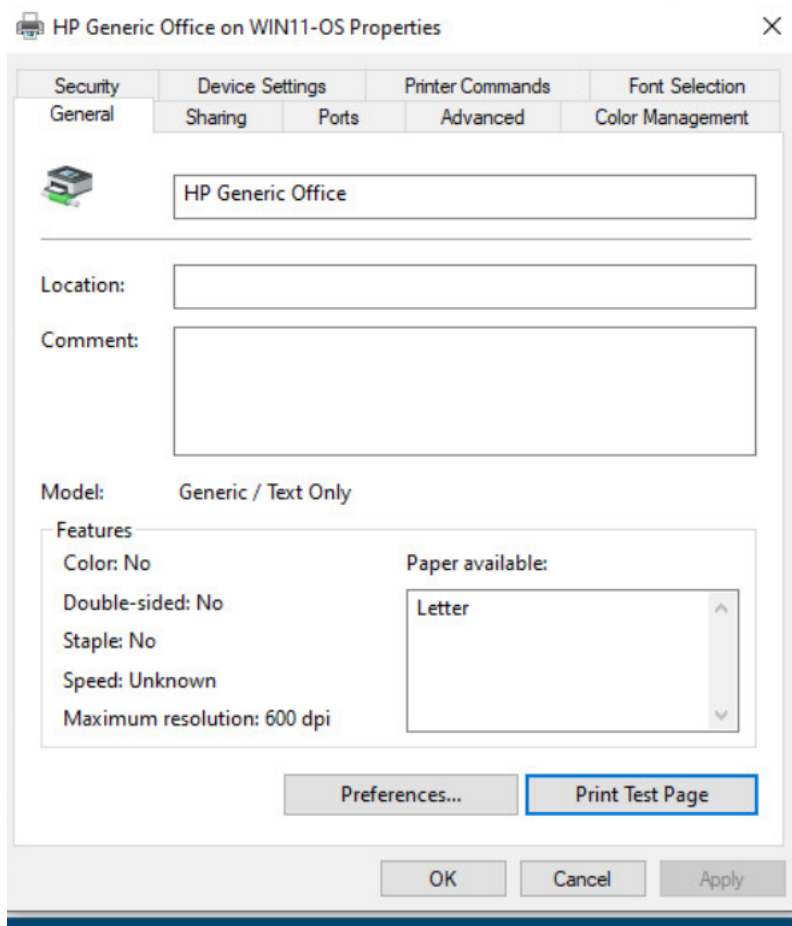 HP Generic Office on WIN11-OS Properties
Security Device Settings Printer Commands Font Selection
General Sharing Ports Advanced Color Management
HP Generic Office
Location:
Comment:
Model: Generic / Text Only
Features
Color: No Paper available:
Double-sided: No Letter
Staple: No
Speed: Unknown
Maximum resolution: 600 dpi
Preferences... Print Test Page
OK Cancel Apply